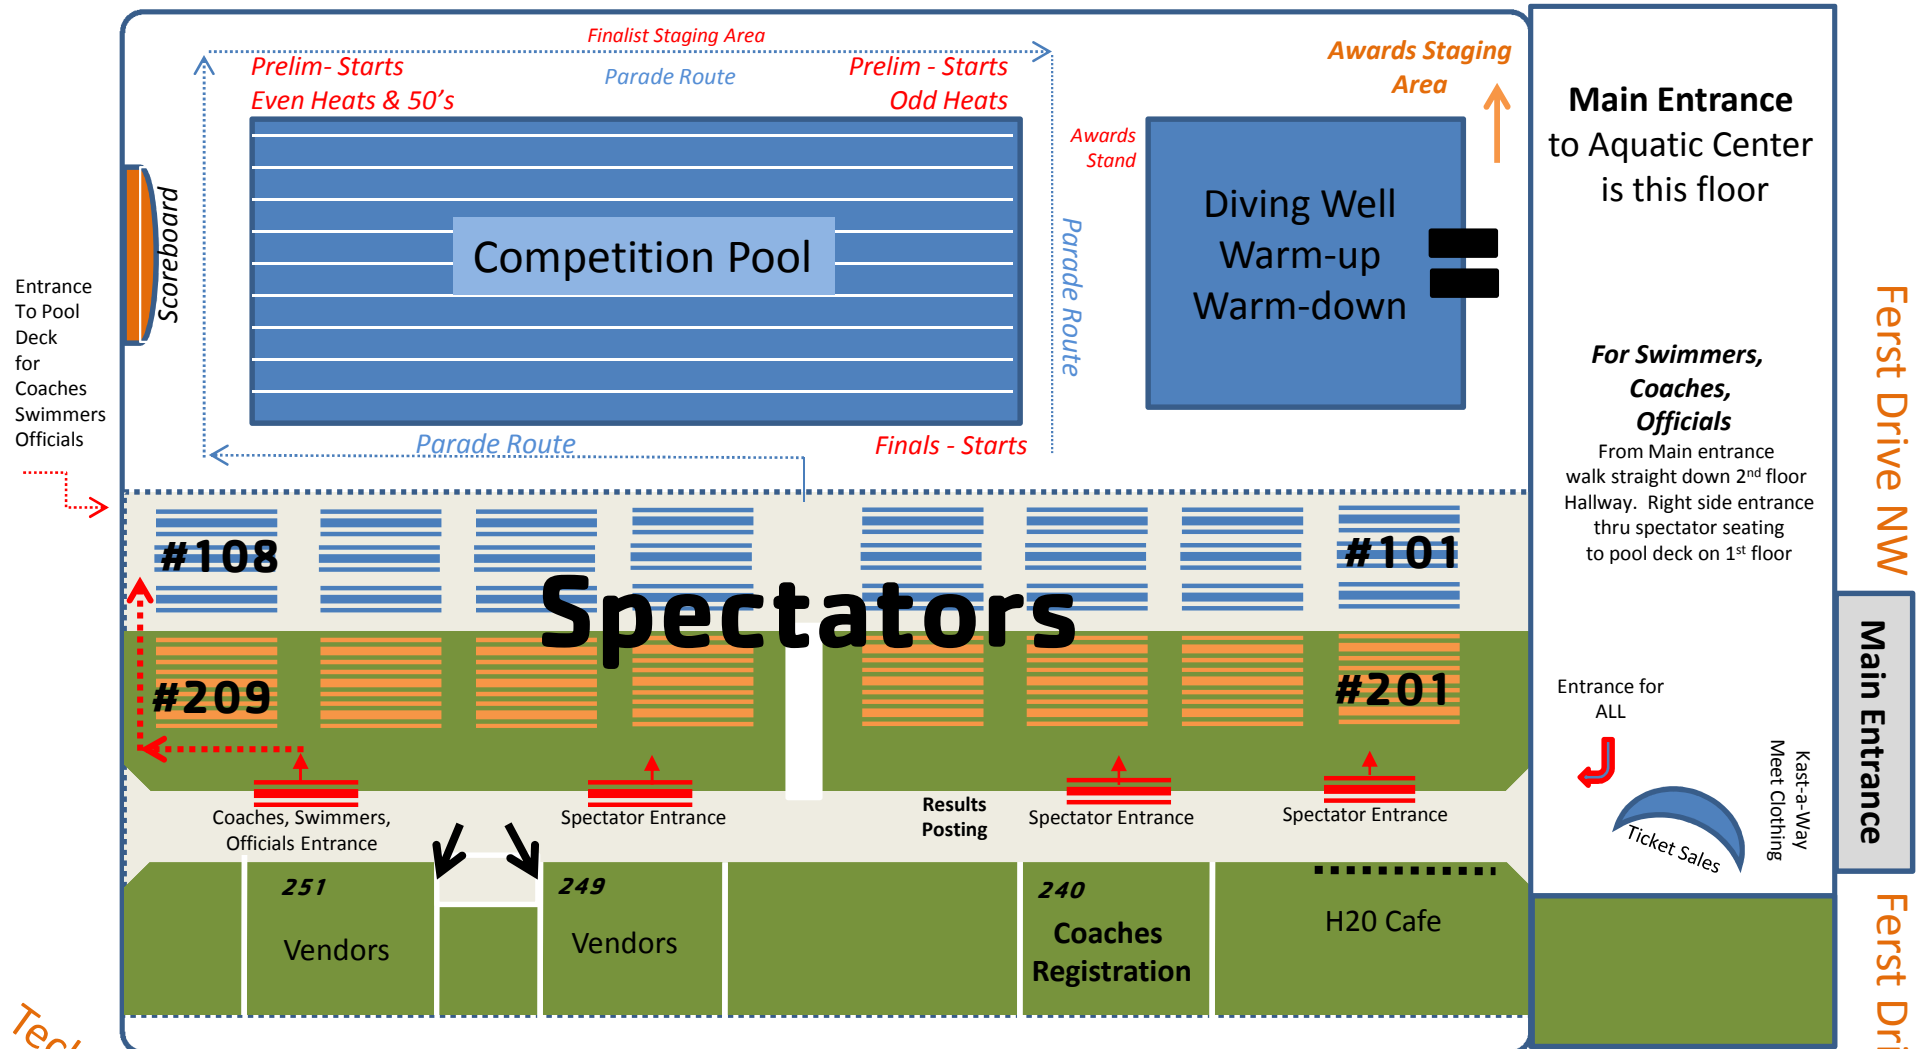 Finalist Staging Area
Prelim- Starts
Even Heats & 50's
Parade Route
Prelim - Starts
Odd Heats
Awards Staging
Area
Awards
Stand
Main Entrance
to Aquatic Center
is this floor
Scoreboard
Competition Pool
Parade Route
Diving Well
Warm-up
Warm-down
Entrance
To Pool
Deck
for
Coaches
Swimmers
Officials
Ferst Drive NW
For Swimmers,
Coaches,
Officials
From Main entrance
walk straight down 2nd floor
Hallway. Right side entrance
thru spectator seating
to pool deck on 1st floor
Parade Route
Finals - Starts
#108
#101
Spectators
#209
#201
Main Entrance
Entrance for
ALL
Kast-a-Way
Meet Clothing
Ticket Sales
Coaches, Swimmers,
Officials Entrance
Spectator Entrance
Results
Posting
Spectator Entrance
Spectator Entrance
251
Vendors
249
Vendors
240
Coaches
Registration
H20 Cafe
Ferst Dri
Tec